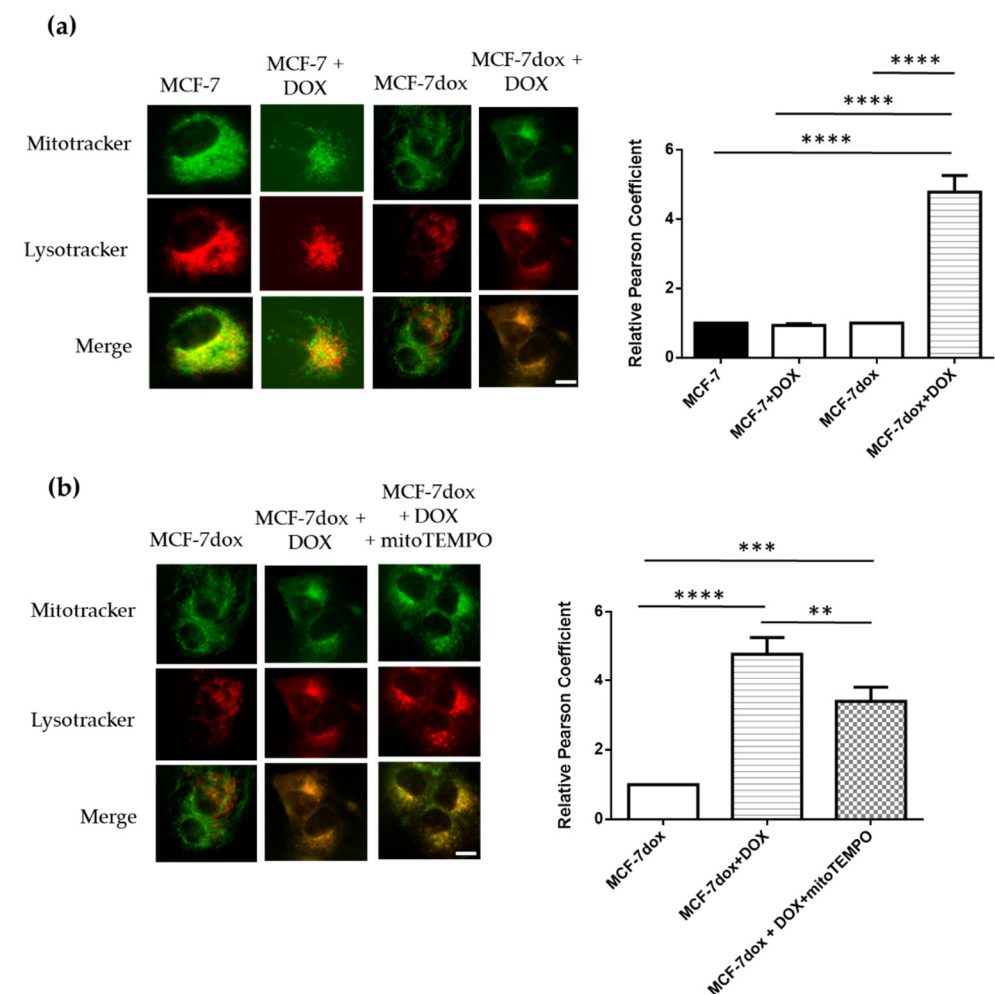 (a)
MCF-7
MCF-7 +
DOX
MCF-7dox
MCF-7dox +
DOX
Mitotracker
Lysotracker
Merge
****
****
****
Relative Pearson Coefficient
6
4
2
0
MCF-7
MCF-7+DOX
MCF-7dox
MCF-7dox+DOX
(b)
MCF-7dox
MCF-7dox +
DOX
MCF-7dox
+ DOX
+ mitoTEMPO
Mitotracker
Lysotracker
Merge
***
****
**
Relative Pearson Coefficient
6
4
2
0
MCF-7dox
MCF-7dox+DOX
MCF-7dox + DOX+mitoTEMPO